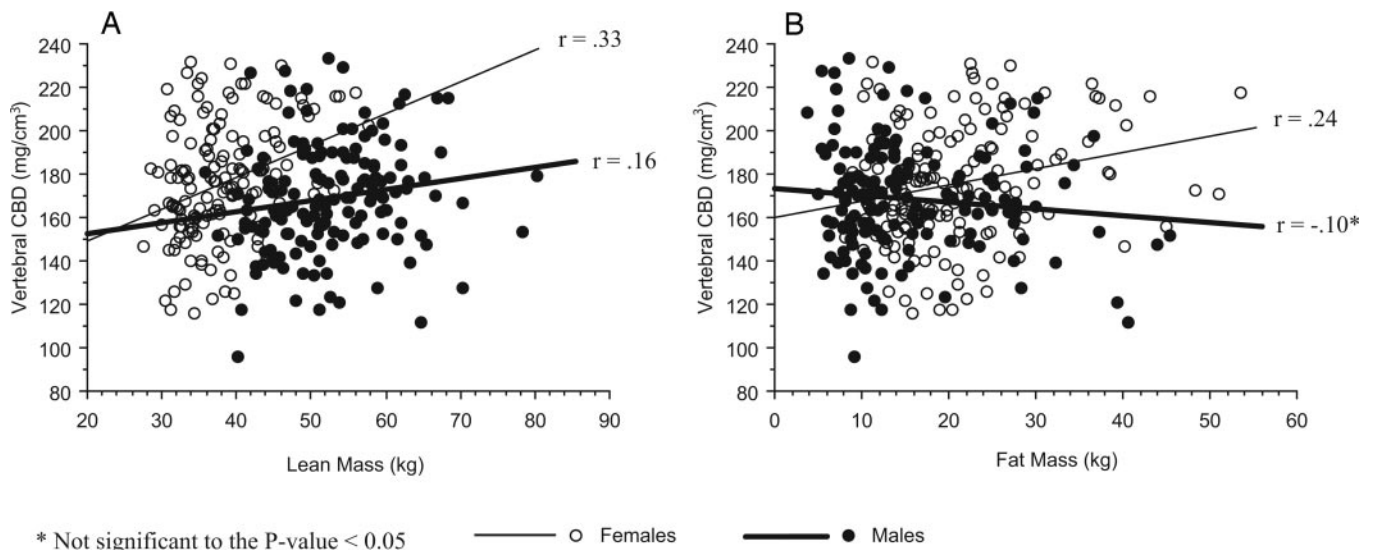 A
B
r = .33
r = .16
r = .24
r = -.10*
Vertebral CBD (mg/cm³)
240
220
200
180
160
140
120
100
80
20 30 40 50 60 70 80 90
Lean Mass (kg)
Vertebral CBD (mg/cm³)
240
220
200
180
160
140
120
100
80
0 10 20 30 40 50 60
Fat Mass (kg)
* Not significant to the P-value < 0.05
Females
Males